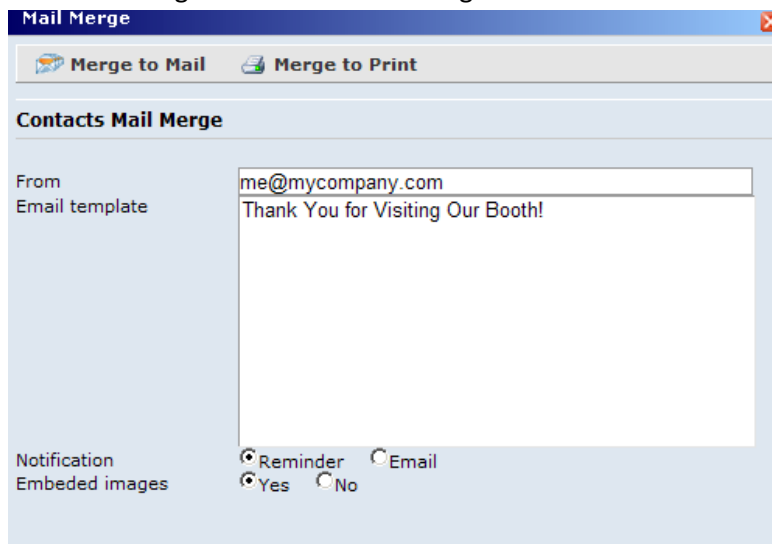 Mail Merge
Merge to Mail Merge to Print
Contacts Mail Merge
From me@mycompany.com
Email template Thank You for Visiting Our Booth!
Notification Reminder Email
Embeded images Yes No